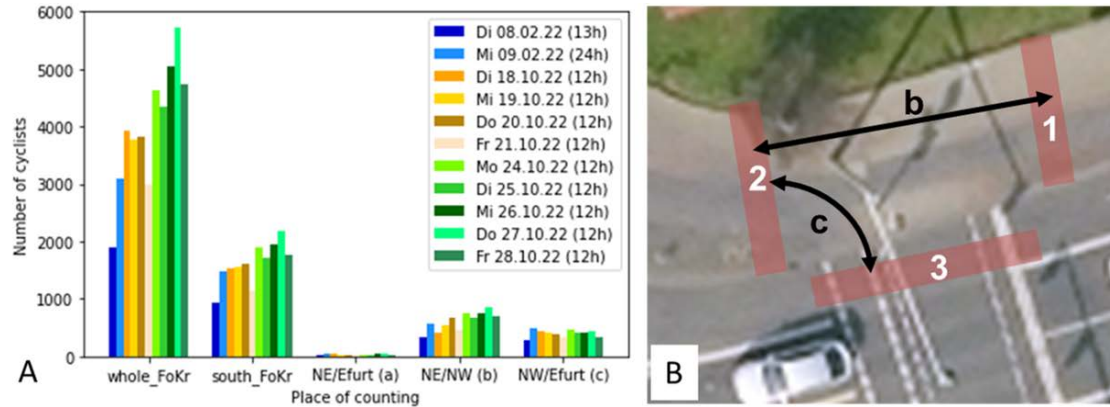 6000
5000
4000
3000
2000
1000
0
Number of cyclists
Di 08.02.22 (13h)
Mi 09.02.22 (24h)
Di 18.10.22 (12h)
Mi 19.10.22 (12h)
Do 20.10.22 (12h)
Fr 21.10.22 (12h)
Mo 24.10.22 (12h)
Di 25.10.22 (12h)
Mi 26.10.22 (12h)
Do 27.10.22 (12h)
Fr 28.10.22 (12h)
whole_FoKr south_FoKr NE/Efurt (a) NE/NW (b) NW/Efurt (c)
Place of counting
A
b
1
2
c
3
B